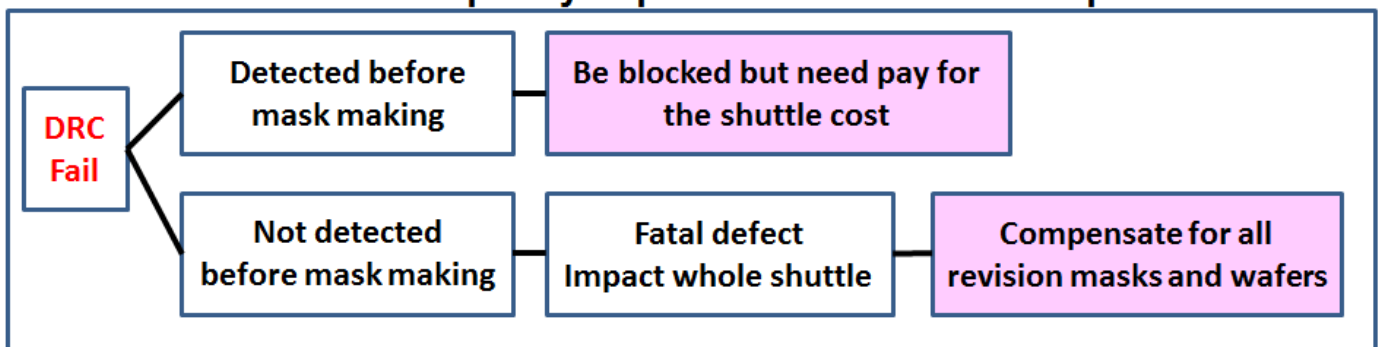 DRC
Fail
Detected before
mask making
Be blocked but need pay for
the shuttle cost
Not detected
before mask making
Fatal defect
Impact whole shuttle
Compensate for all
revision masks and wafers